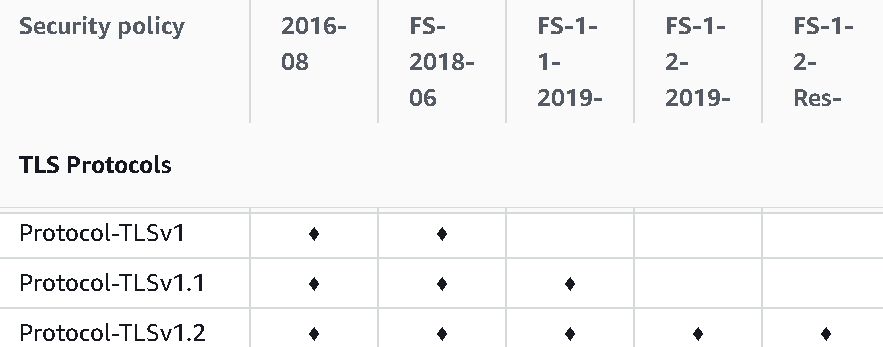 Security policy 2016- FS- FS-1- FS-1- FS-1-
08 2018- 1- 2- 2-
06 2019- 2019- Res-
TLS Protocols
Protocol-TLSv1 ♦ ♦
Protocol-TLSv1.1 ♦ ♦ ♦
Protocol-TLSv1.2 ♦ ♦ ♦ ♦ ♦